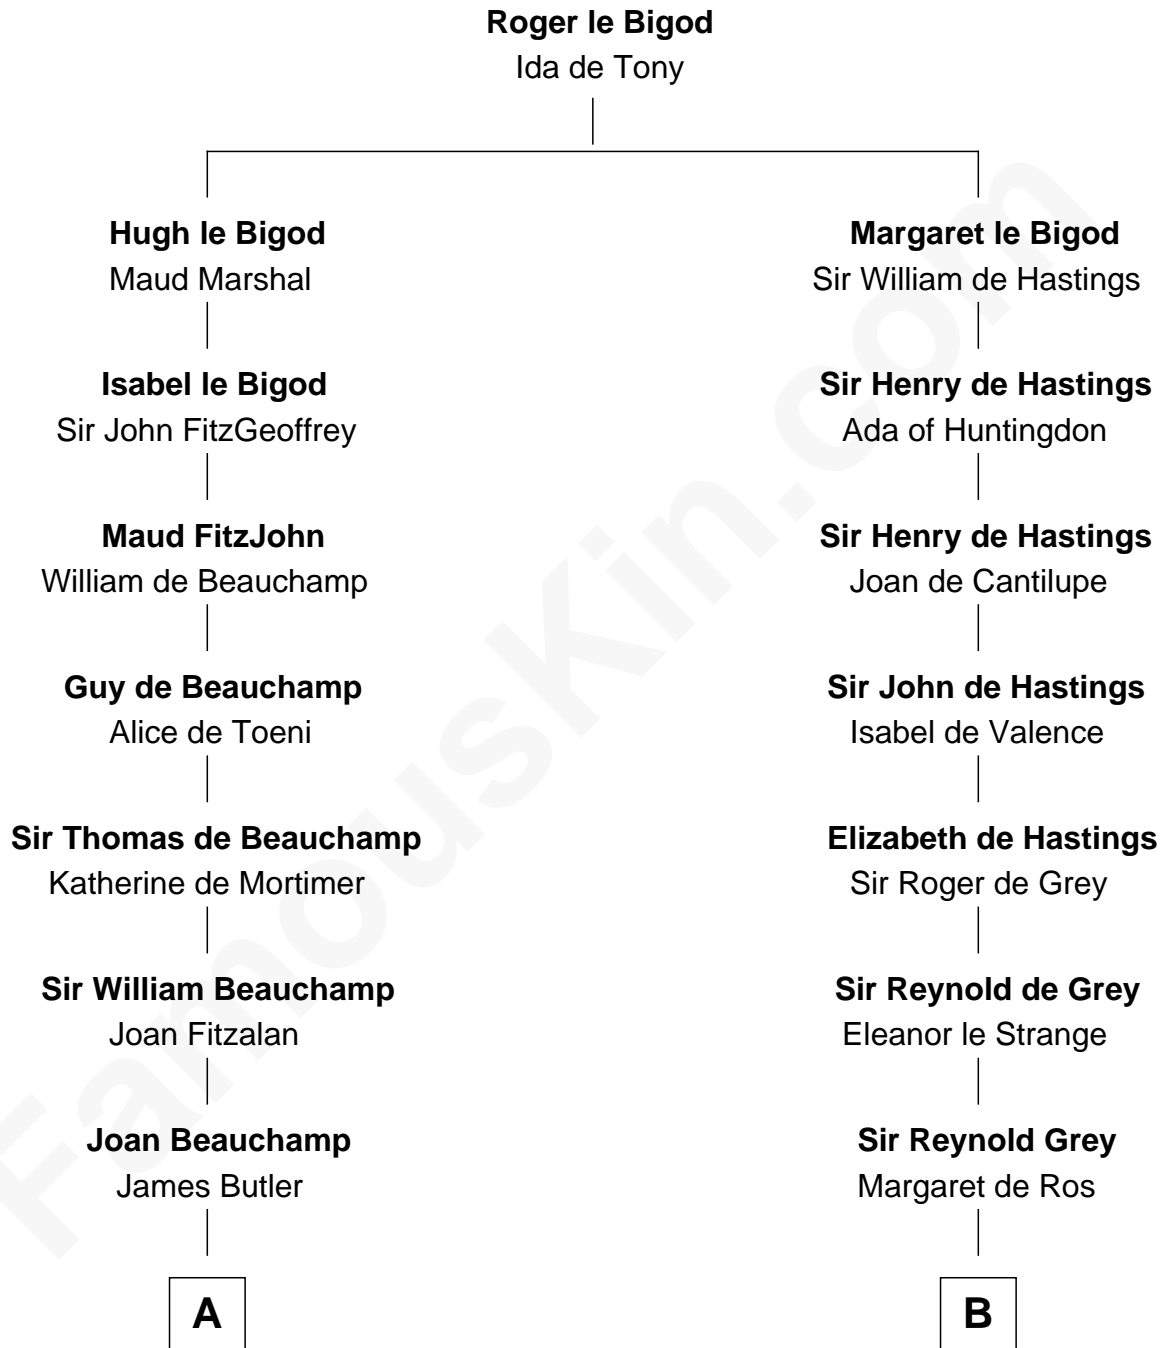 Roger le Bigod
Ida de Tony
Hugh le Bigod
Maud Marshal
Margaret le Bigod
Sir William de Hastings
Isabel le Bigod
Sir John FitzGeoffrey
Sir Henry de Hastings
Ada of Huntingdon
Maud FitzJohn
William de Beauchamp
Sir Henry de Hastings
Joan de Cantilupe
Guy de Beauchamp
Alice de Toeni
Sir John de Hastings
Isabel de Valence
Sir Thomas de Beauchamp
Katherine de Mortimer
Elizabeth de Hastings
Sir Roger de Grey
Sir William Beauchamp
Joan Fitzalan
Sir Reynold de Grey
Eleanor le Strange
Joan Beauchamp
James Butler
Sir Reynold Grey
Margaret de Ros
A
B
FamousKin.com